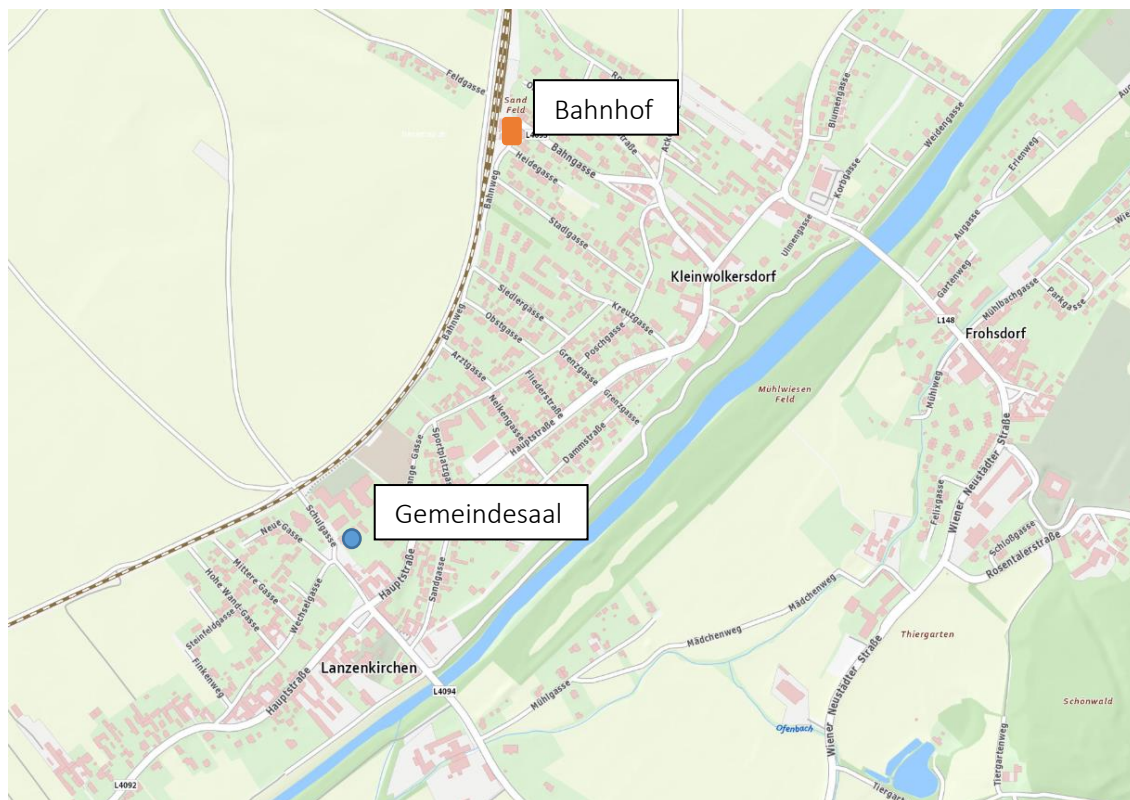 Feldgasse
Sand
Feld
Bahnhof
Bahngasse
Heidegasse
Bahnweg
Stadlgasse
Blumengasse
Weidengasse
Korbgasse
Ulmengasse
Erlenweg
Augasse
Gartenweg
Mühlbachgasse
Parkgasse
Kleinwolkersdorf
L148
Frohsdorf
Siedlergasse
Obstgasse
Kreuzgasse
Poschgasse
Bahnweg
Arztgasse
Grenzgasse
Fliederstraße
Nelkengasse
Grenzgasse
Hauptstraße
Dammstraße
Mühlwiesen
Feld
Mühlweg
Wiener Neustädter Straße
Felixgasse
Schloßgasse
Rosentalerstraße
Gemeindesaal
Schulgasse
Neue Gasse
Mittere Gasse
Hohe Wand-Gasse
Steinfeldgasse
Wechselgasse
Finkenweg
Hauptstraße
Sandgasse
Hauptstraße
Lanzenkirchen
L4094
L4092
Mühlgasse
Mädchenweg
Mädchenweg
Thiergarten
Wiener Neustädter Straße
Ofenbach
Schönwald
Tiergartenweg